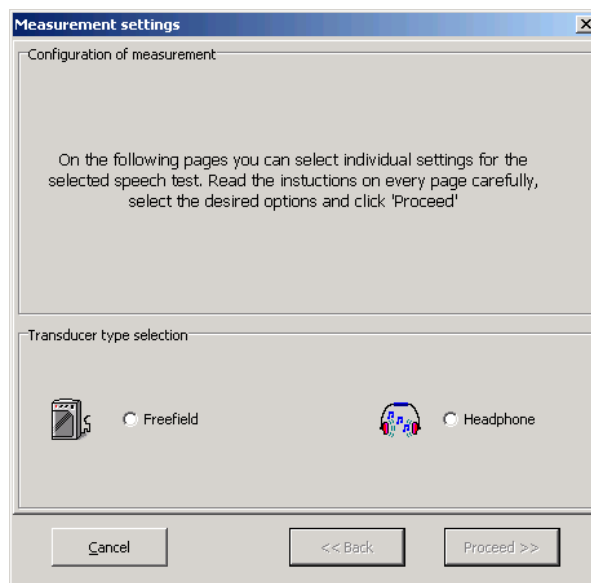 Measurement settings
Configuration of measurement
On the following pages you can select individual settings for the
selected speech test. Read the instuctions on every page carefully,
select the desired options and click 'Proceed'
Transducer type selection
Freefield
Headphone
Cancel
<< Back
Proceed >>